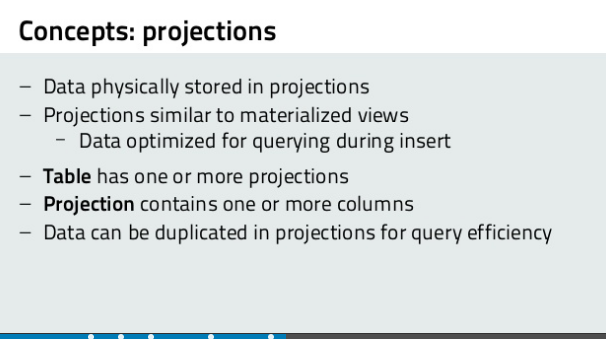 Concepts: projections
– Data physically stored in projections
– Projections similar to materialized views
– Data optimized for querying during insert
– Table has one or more projections
– Projection contains one or more columns
– Data can be duplicated in projections for query efficiency